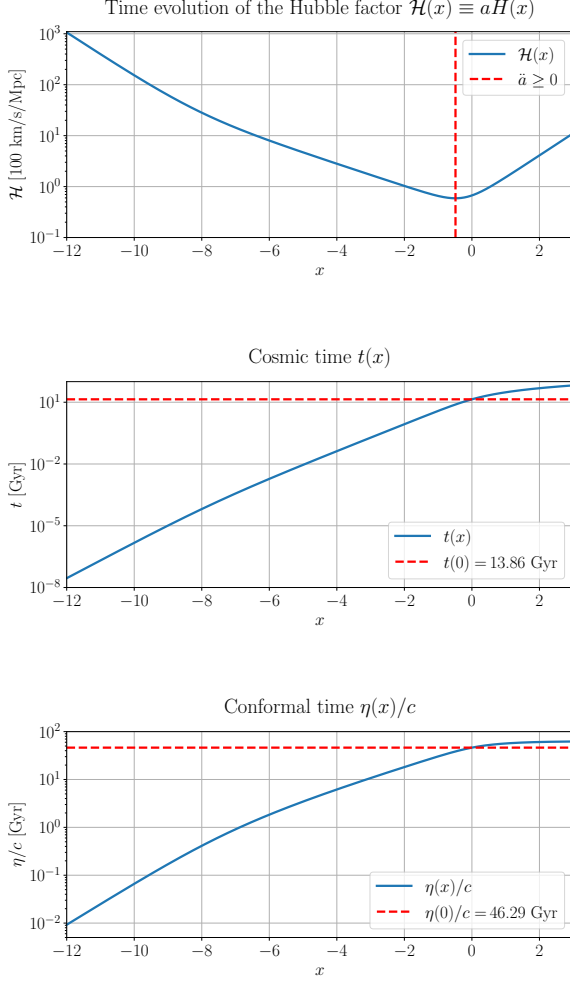 Time evolution of the Hubble factor ℋ(x) ≡ aH(x)
10³
10²
10¹
10⁰
10⁻¹
ℋ [100 km/s/Mpc]
ℋ(x)
ä ≥ 0
−12 −10 −8 −6 −4 −2 0 2
x
Cosmic time t(x)
10¹
10⁻²
10⁻⁵
10⁻⁸
t [Gyr]
t(x)
t(0) = 13.86 Gyr
−12 −10 −8 −6 −4 −2 0 2
x
Conformal time η(x)/c
10²
10¹
10⁰
10⁻¹
10⁻²
η/c [Gyr]
η(x)/c
η(0)/c = 46.29 Gyr
−12 −10 −8 −6 −4 −2 0 2
x